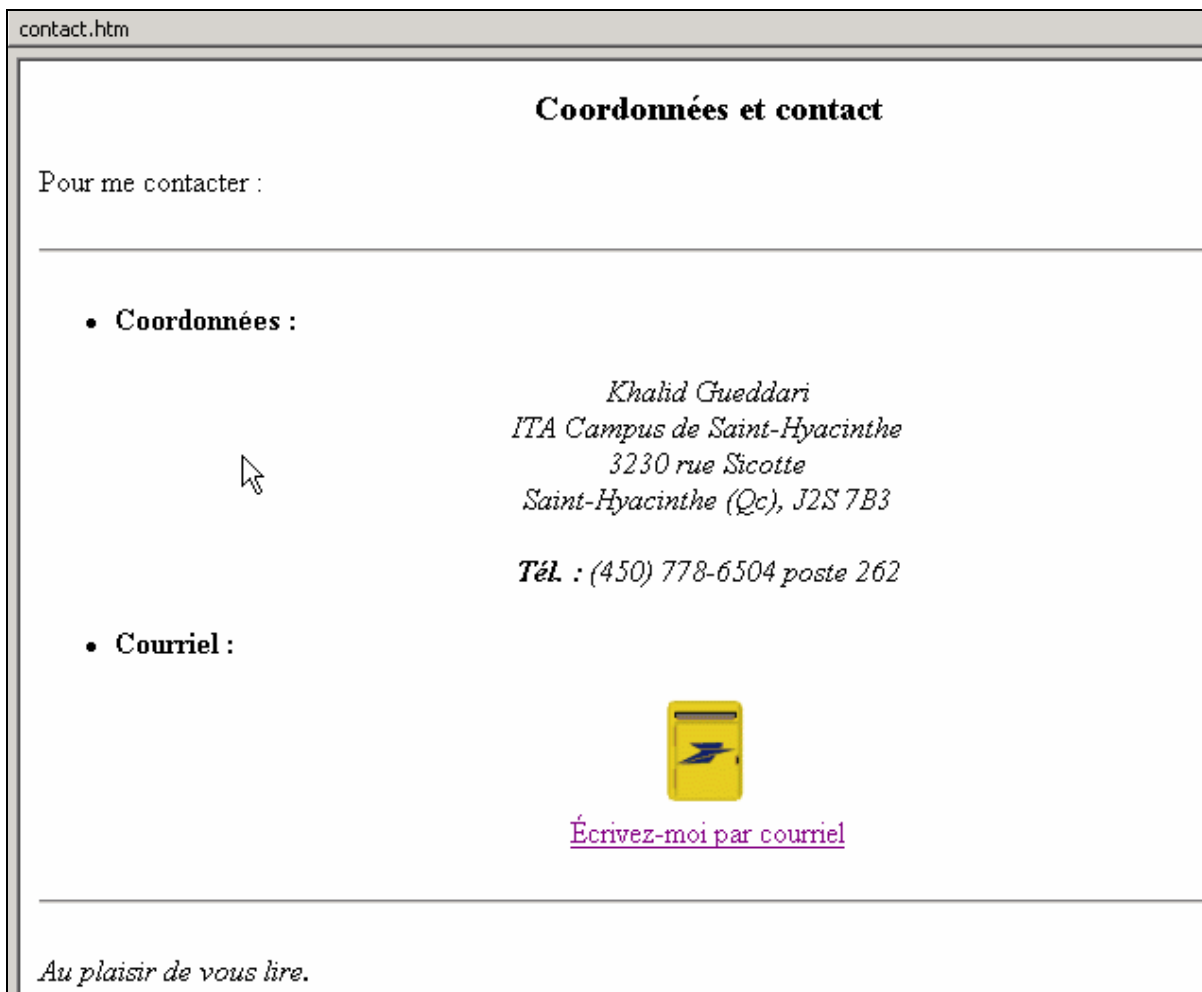 contact.htm
Coordonnées et contact
Pour me contacter :
• Coordonnées :
Khalid Gueddari
ITA Campus de Saint-Hyacinthe
3230 rue Sicotte
Saint-Hyacinthe (Qc), J2S 7B3
Tél. : (450) 778-6504 poste 262
• Courriel :
Écrivez-moi par courriel
Au plaisir de vous lire.